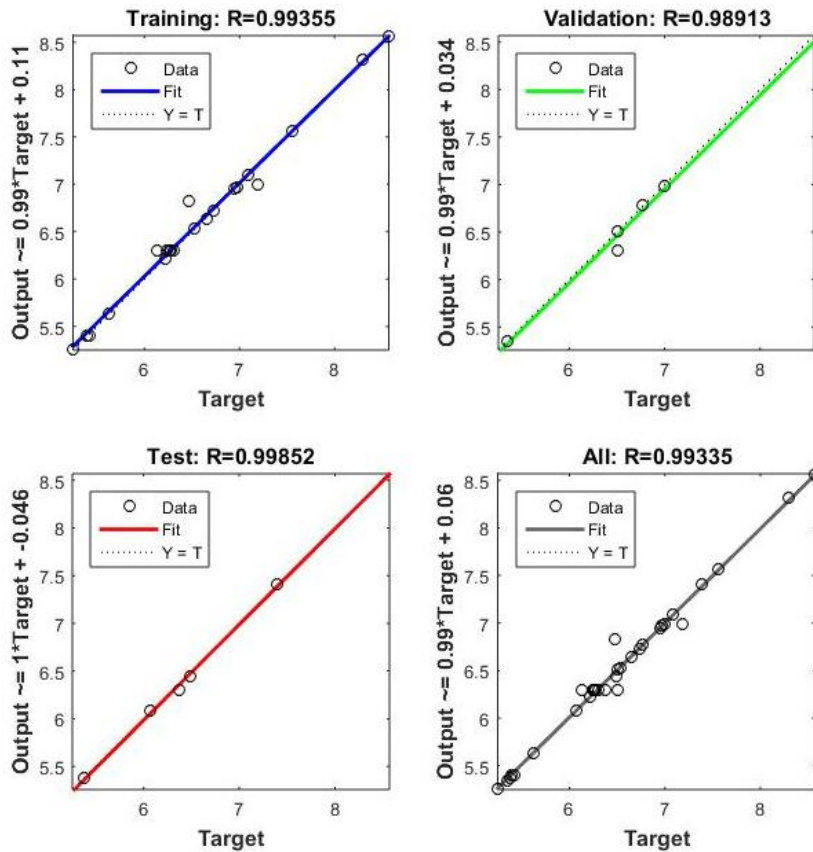 Training: R=0.99355
Output ~= 0.99*Target + 0.11
8.5
8
7.5
7
6.5
6
5.5
Data
Fit
Y = T
6 7 8
Target
Validation: R=0.98913
Output ~= 0.99*Target + 0.034
8.5
8
7.5
7
6.5
6
5.5
Data
Fit
Y = T
6 7 8
Target
Test: R=0.99852
Output ~= 1*Target + -0.046
8.5
8
7.5
7
6.5
6
5.5
Data
Fit
Y = T
6 7 8
Target
All: R=0.99335
Output ~= 0.99*Target + 0.06
8.5
8
7.5
7
6.5
6
5.5
Data
Fit
Y = T
6 7 8
Target